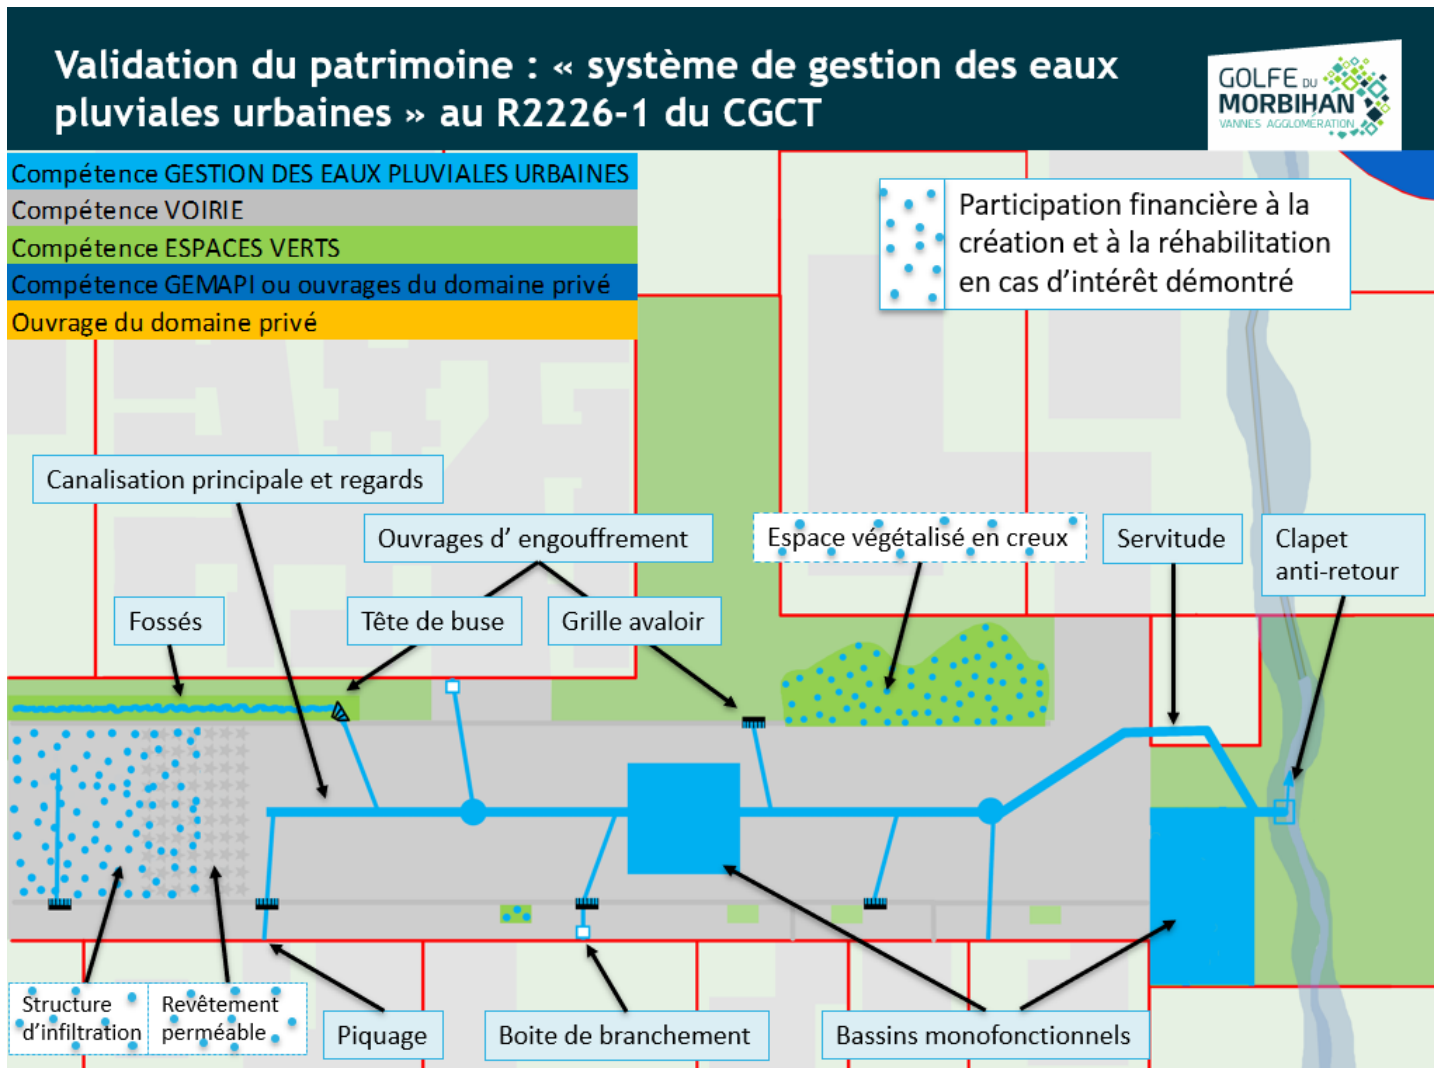 Validation du patrimoine : « système de gestion des eaux
pluviales urbaines » au R2226-1 du CGCT
GOLFE DU
MORBIHAN
VANNES AGGLOMÉRATION
Compétence GESTION DES EAUX PLUVIALES URBAINES
Compétence VOIRIE
Compétence ESPACES VERTS
Compétence GEMAPI ou ouvrages du domaine privé
Ouvrage du domaine privé
Participation financière à la
création et à la réhabilitation
en cas d'intérêt démontré
Canalisation principale et regards
Ouvrages d' engouffrement
Espace végétalisé en creux
Servitude
Clapet
anti-retour
Fossés
Tête de buse
Grille avaloir
Structure
d'infiltration
Revêtement
perméable
Piquage
Boite de branchement
Bassins monofonctionnels